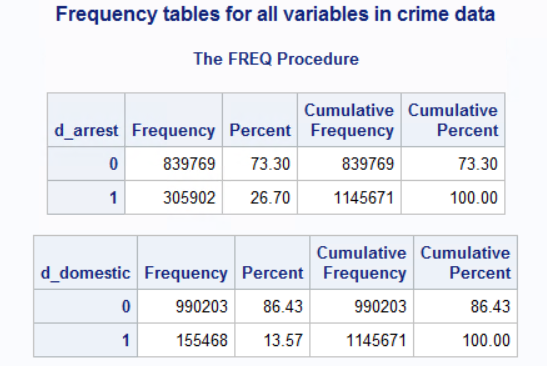 Frequency tables for all variables in crime data
The FREQ Procedure
d_arrest Frequency Percent Cumulative Frequency Cumulative Percent
0 839769 73.30 839769 73.30
1 305902 26.70 1145671 100.00
d_domestic Frequency Percent Cumulative Frequency Cumulative Percent
0 990203 86.43 990203 86.43
1 155468 13.57 1145671 100.00